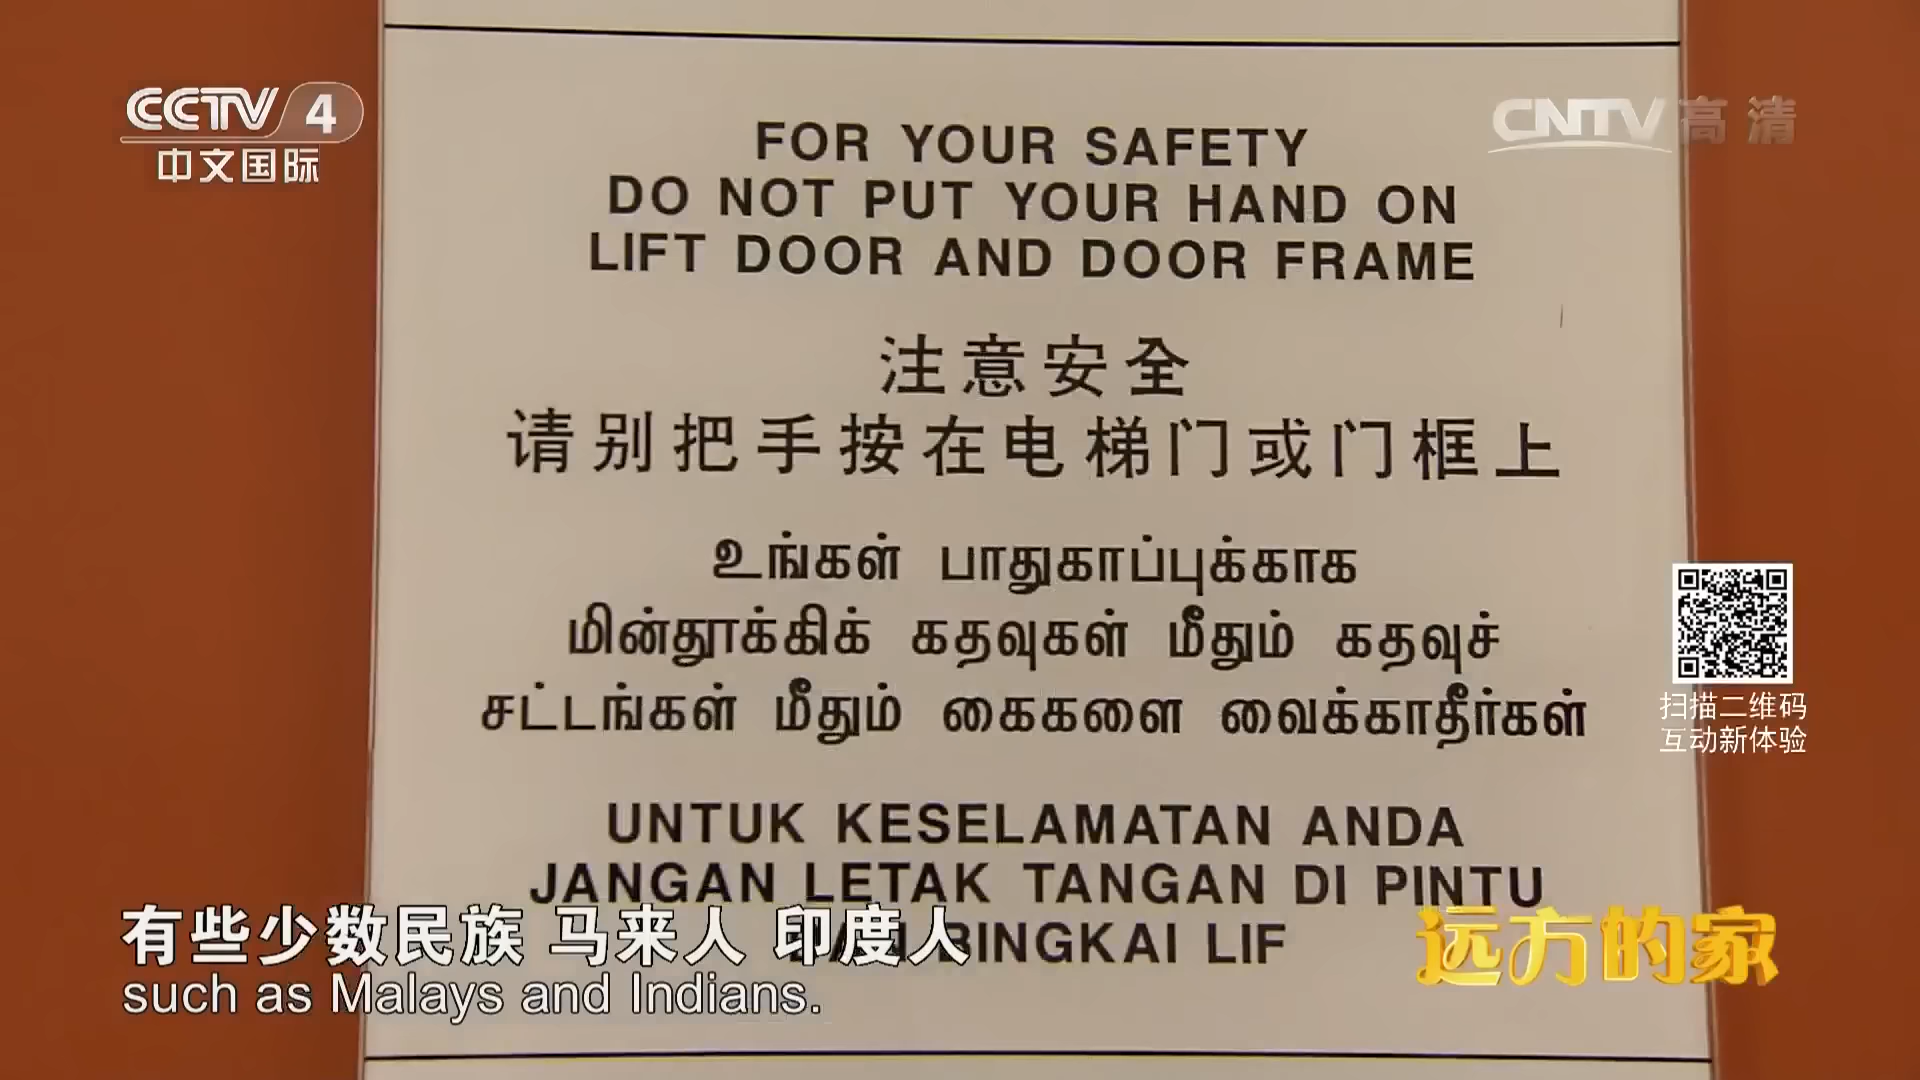 CCTV 4
中文国际
CNTV 高清
FOR YOUR SAFETY
DO NOT PUT YOUR HAND ON
LIFT DOOR AND DOOR FRAME
注意安全
请别把手按在电梯门或门框上
உங்கள் பாதுகாப்புக்காக
மின்தூக்கிக் கதவுகள் மீதும் கதவுச்
சட்டங்கள் மீதும் கைகளை வைக்காதீர்கள்
扫描二维码
互动新体验
UNTUK KESELAMATAN ANDA
JANGAN LETAK TANGAN DI PINTU
BINGKAI LIF
有些少数民族 马来人 印度人
such as Malays and Indians.
远方的家